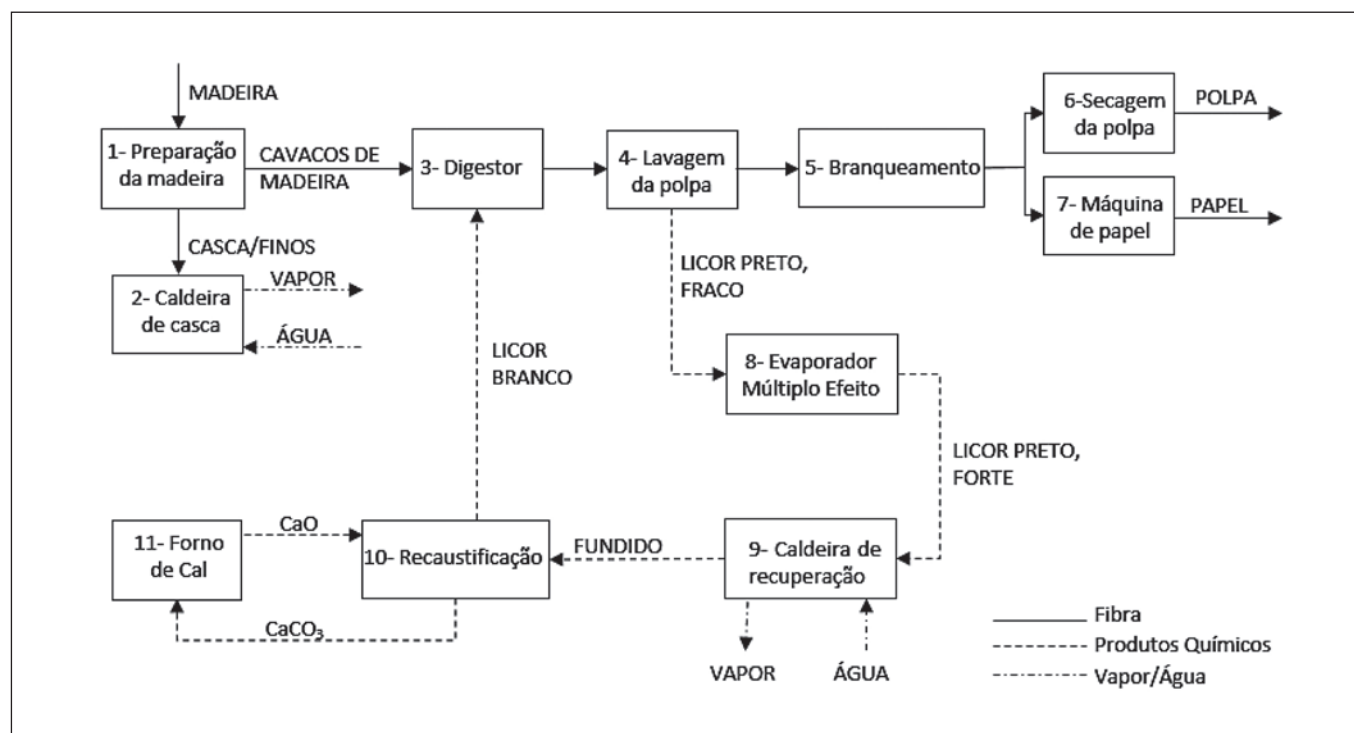 MADEIRA
1- Preparação
da madeira
CAVACOS DE
MADEIRA
3- Digestor
4- Lavagem
da polpa
5- Branqueamento
6-Secagem
da polpa
POLPA
7- Máquina
de papel
PAPEL
CASCA/FINOS
2- Caldeira
de casca
VAPOR
ÁGUA
LICOR PRETO,
FRACO
LICOR
BRANCO
8- Evaporador
Múltiplo Efeito
LICOR PRETO,
FORTE
11- Forno
de Cal
CaO
CaCO₃
10- Recaustificação
FUNDIDO
9- Caldeira de
recuperação
VAPOR
ÁGUA
Fibra
Produtos Químicos
Vapor/Água